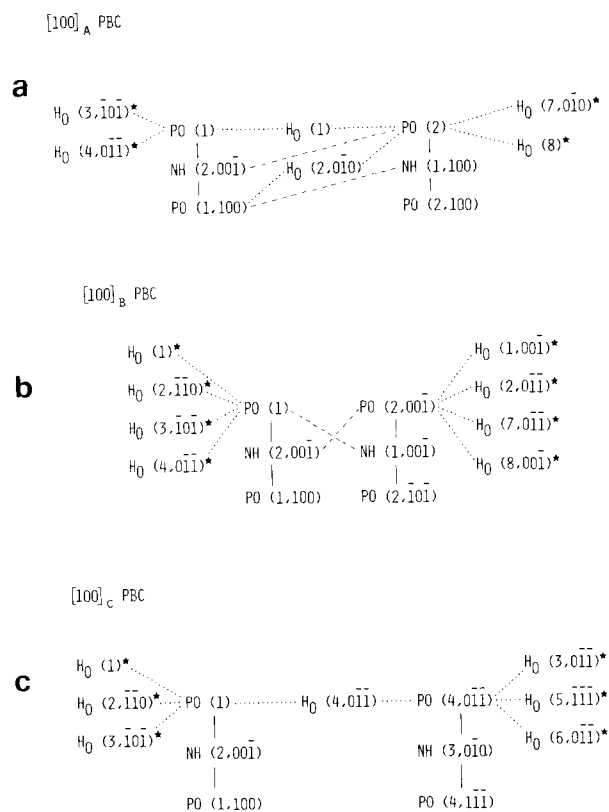 [100]A PBC
a
H0 (3,1̄01̄)★
H0 (4,01̄1̄)★
PO (1) H0 (1) PO (2)
H0 (7,01̄0)★
H0 (8)★
NH (2,001̄) H0 (2,01̄0) NH (1,100)
PO (1,100) PO (2,100)
[100]B PBC
b
H0 (1)★
H0 (2,1̄1̄0)★
H0 (3,1̄01̄)★
H0 (4,01̄1̄)★
PO (1) PO (2,001̄)
H0 (1,001̄)★
H0 (2,01̄1̄)★
H0 (7,01̄1̄)★
H0 (8,001̄)★
NH (2,001̄) NH (1,001̄)
PO (1,100) PO (2,1̄01̄)
[100]C PBC
c
H0 (1)★
H0 (2,1̄1̄0)★
H0 (3,1̄01̄)★
PO (1) H0 (4,01̄1̄) PO (4,01̄1̄)
H0 (3,01̄1̄)★
H0 (5,1̄1̄1̄)★
H0 (6,01̄1̄)★
NH (2,001̄) NH (3,01̄0)
PO (1,100) PO (4,11̄1̄)